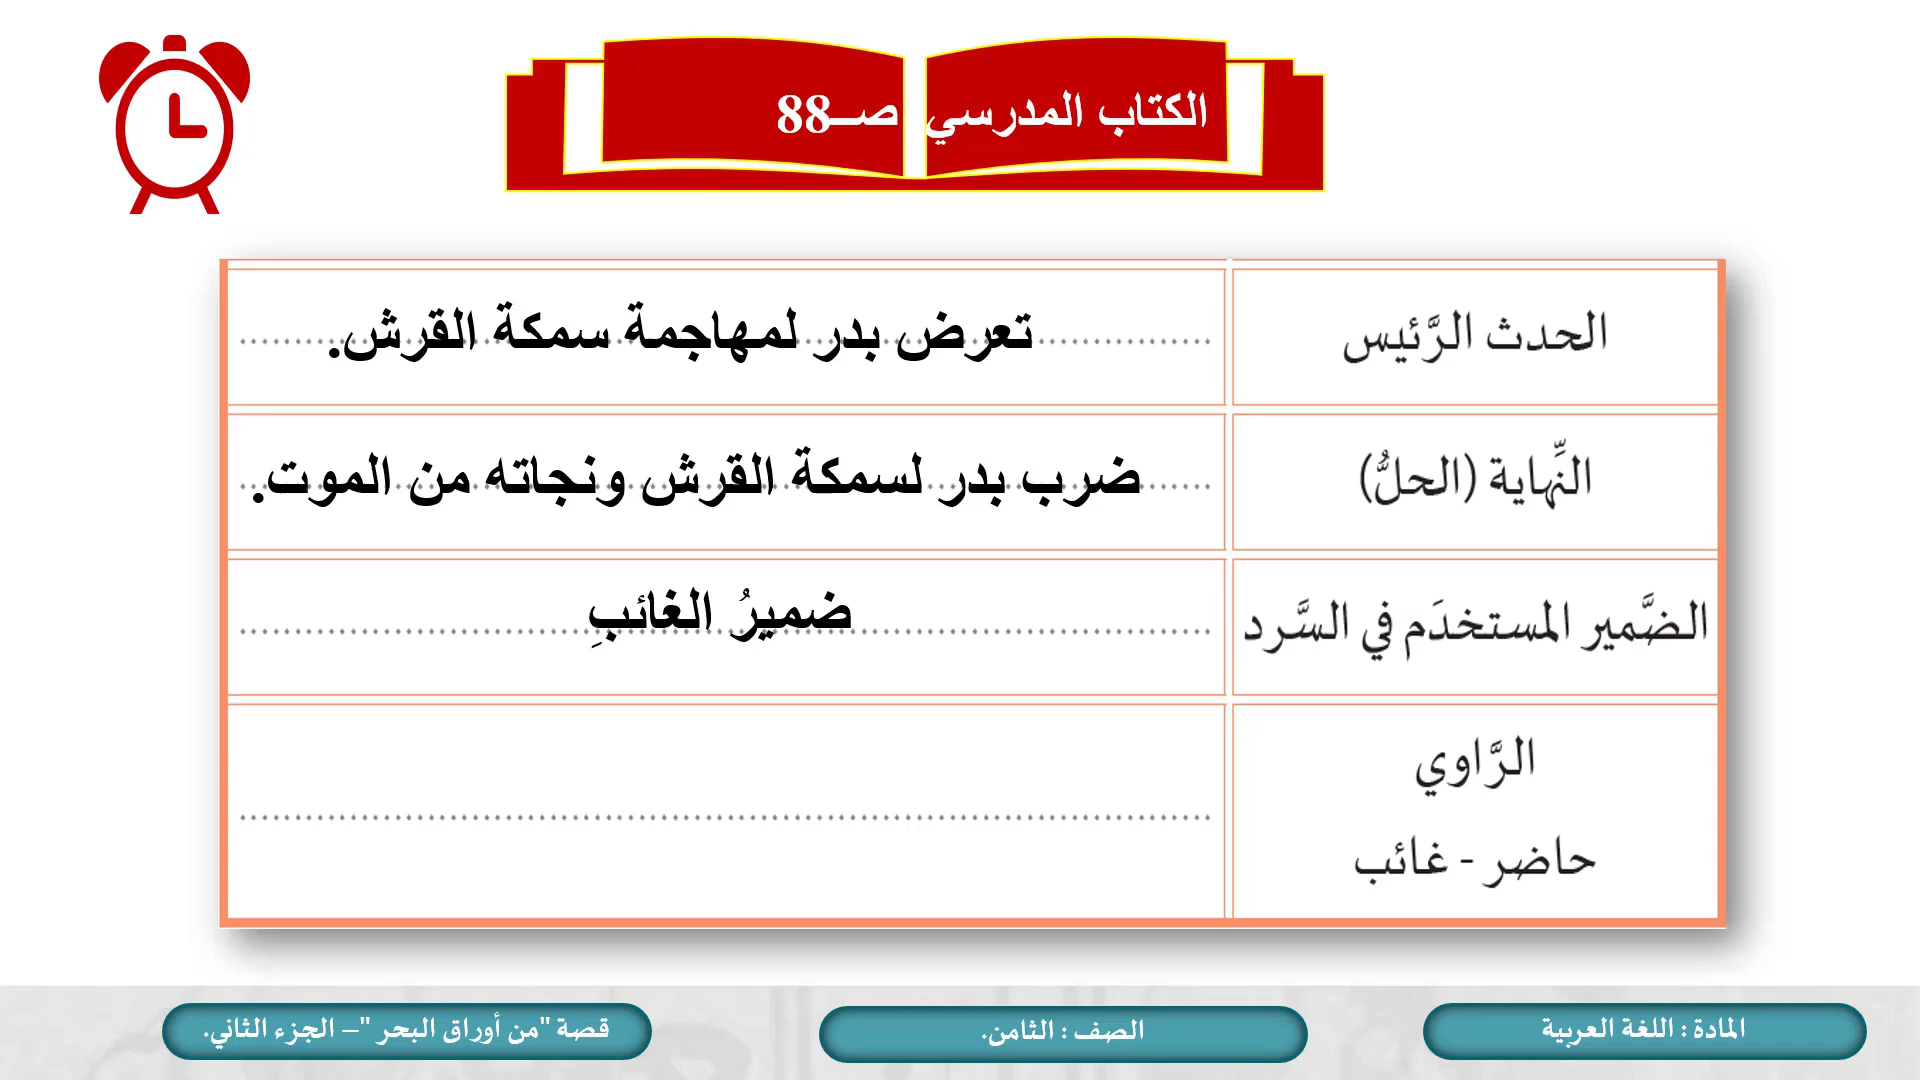 الكتاب المدرسي صـ88
الحدث الرَّئيس
تعرض بدر لمهاجمة سمكة القرش.
النِّهاية (الحلُّ)
ضرب بدر لسمكة القرش ونجاته من الموت.
الضَّمير المستخدَم في السَّرد
ضميرُ الغائبِ
الرَّاوي
حاضر - غائب
المادة : اللغة العربية
الصف : الثامن.
قصة "من أوراق البحر "– الجزء الثاني.